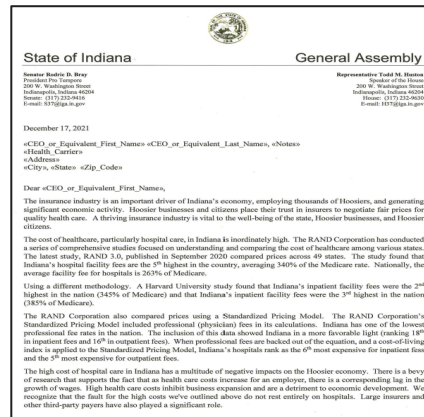 State of Indiana
General Assembly
Senator Rodric D. Bray
President Pro Tempore
200 W. Washington Street
Indianapolis, Indiana 46204
Senate: (317) 232-9416
E-mail: S37@iga.in.gov
Representative Todd M. Huston
Speaker of the House
200 W. Washington Street
Indianapolis, Indiana 46204
House: (317) 232-9630
E-mail: H37@iga.in.gov
December 17, 2021
«CEO_or_Equivalent_First_Name» «CEO_or_Equivalent_Last_Name», «Notes»
«Health_Carrier»
«Address»
«City», «State» «Zip_Code»
Dear «CEO_or_Equivalent_First_Name»,
The insurance industry is an important driver of Indiana's economy, employing thousands of Hoosiers, and generating
significant economic activity. Hoosier businesses and citizens place their trust in insurers to negotiate fair prices for
quality health care. A thriving insurance industry is vital to the well-being of the state, Hoosier businesses, and Hoosier
citizens.
The cost of healthcare, particularly hospital care, in Indiana is inordinately high. The RAND Corporation has conducted
a series of comprehensive studies focused on understanding and comparing the cost of healthcare among various states.
The latest study, RAND 3.0, published in September 2020 compared prices across 49 states. The study found that
Indiana's hospital facility fees are the 5th highest in the country, averaging 340% of the Medicare rate. Nationally, the
average facility fee for hospitals is 263% of Medicare.
Using a different methodology. A Harvard University study found that Indiana's inpatient facility fees were the 2nd
highest in the nation (345% of Medicare) and that Indiana's inpatient facility fees were the 3rd highest in the nation
(385% of Medicare).
The RAND Corporation also compared prices using a Standardized Pricing Model. The RAND Corporation's
Standardized Pricing Model included professional (physician) fees in its calculations. Indiana has one of the lowest
professional fee rates in the nation. The inclusion of this data showed Indiana in a more favorable light (ranking 18th
in inpatient fees and 16th in outpatient fees). When professional fees are backed out of the equation, and a cost-of-living
index is applied to the Standardized Pricing Model, Indiana's hospitals rank as the 6th most expensive for inpatient fees
and the 5th most expensive for outpatient fees.
The high cost of hospital care in Indiana has a multitude of negative impacts on the Hoosier economy. There is a bevy
of research that supports the fact that as health care costs increase for an employer, there is a corresponding lag in the
growth of wages. High health care costs inhibit business expansion and are a detriment to economic development. We
recognize that the fault for the high costs we've outlined above do not rest entirely on hospitals. Large insurers and
other third-party payers have also played a significant role.